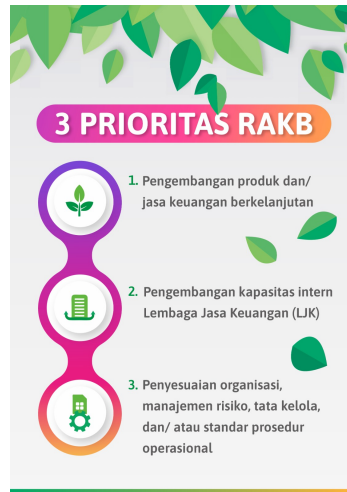 3 PRIORITAS RAKB
1. Pengembangan produk dan/
jasa keuangan berkelanjutan
2. Pengembangan kapasitas intern
Lembaga Jasa Keuangan (LJK)
3. Penyesuaian organisasi,
manajemen risiko, tata kelola,
dan/ atau standar prosedur
operasional